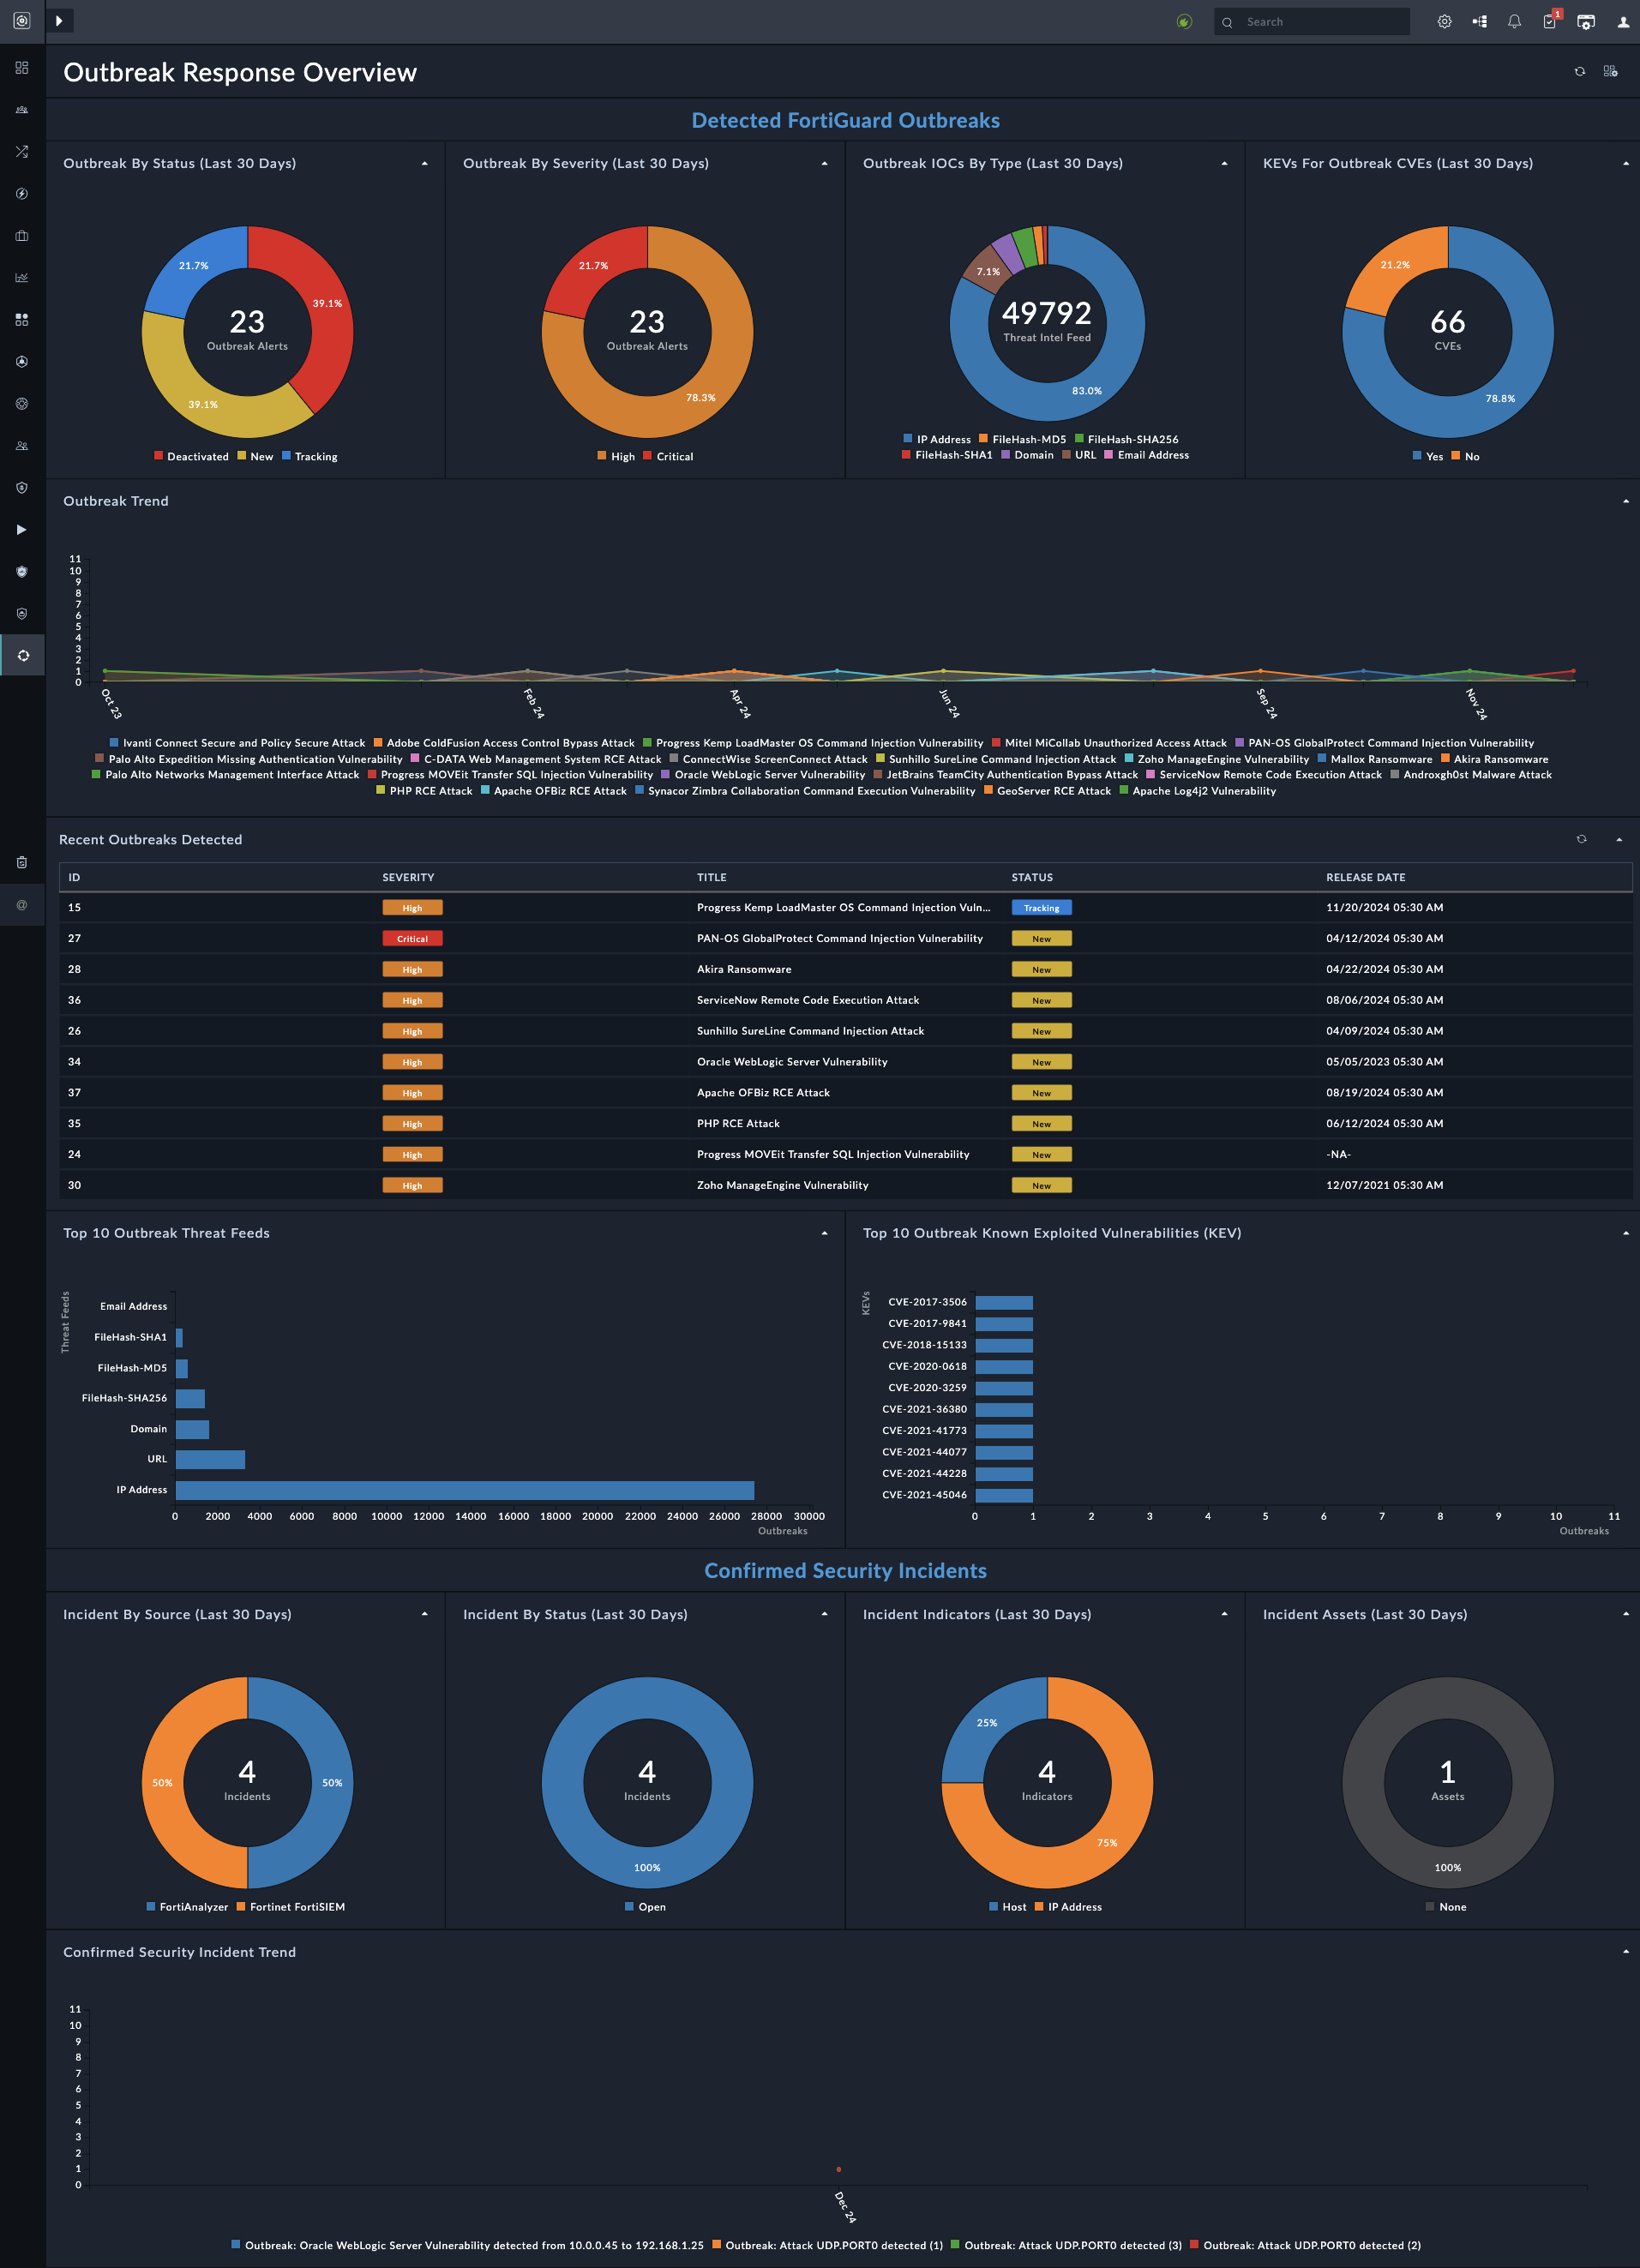 Search
1
Outbreak Response Overview
Detected FortiGuard Outbreaks
Outbreak By Status (Last 30 Days)
21.7%
39.1%
23
Outbreak Alerts
39.1%
Deactivated New Tracking
Outbreak By Severity (Last 30 Days)
21.7%
23
Outbreak Alerts
78.3%
High Critical
Outbreak IOCs By Type (Last 30 Days)
7.1%
49792
Threat Intel Feed
83.0%
IP Address FileHash-MD5 FileHash-SHA256
FileHash-SHA1 Domain URL Email Address
KEVs For Outbreak CVEs (Last 30 Days)
21.2%
66
CVEs
78.8%
Yes No
Outbreak Trend
11
10
9
8
7
6
5
4
3
2
1
0
Oct 23 Feb 24 Apr 24 Jun 24 Sep 24 Nov 24
Ivanti Connect Secure and Policy Secure Attack Adobe ColdFusion Access Control Bypass Attack Progress Kemp LoadMaster OS Command Injection Vulnerability Mitel MiCollab Unauthorized Access Attack PAN-OS GlobalProtect Command Injection Vulnerability
Palo Alto Expedition Missing Authentication Vulnerability C-DATA Web Management System RCE Attack ConnectWise ScreenConnect Attack Sunhillo SureLine Command Injection Attack Zoho ManageEngine Vulnerability Mallox Ransomware Akira Ransomware
Palo Alto Networks Management Interface Attack Progress MOVEit Transfer SQL Injection Vulnerability Oracle WebLogic Server Vulnerability JetBrains TeamCity Authentication Bypass Attack ServiceNow Remote Code Execution Attack Androxgh0st Malware Attack
PHP RCE Attack Apache OFBiz RCE Attack Synacor Zimbra Collaboration Command Execution Vulnerability GeoServer RCE Attack Apache Log4j2 Vulnerability
Recent Outbreaks Detected
ID SEVERITY TITLE STATUS RELEASE DATE
15 High Progress Kemp LoadMaster OS Command Injection Vuln... Tracking 11/20/2024 05:30 AM
27 Critical PAN-OS GlobalProtect Command Injection Vulnerability New 04/12/2024 05:30 AM
28 High Akira Ransomware New 04/22/2024 05:30 AM
36 High ServiceNow Remote Code Execution Attack New 08/06/2024 05:30 AM
26 High Sunhillo SureLine Command Injection Attack New 04/09/2024 05:30 AM
34 High Oracle WebLogic Server Vulnerability New 05/05/2023 05:30 AM
37 High Apache OFBiz RCE Attack New 08/19/2024 05:30 AM
35 High PHP RCE Attack New 06/12/2024 05:30 AM
24 High Progress MOVEit Transfer SQL Injection Vulnerability New -NA-
30 High Zoho ManageEngine Vulnerability New 12/07/2021 05:30 AM
Top 10 Outbreak Threat Feeds
Threat Feeds
Email Address
FileHash-SHA1
FileHash-MD5
FileHash-SHA256
Domain
URL
IP Address
0 2000 4000 6000 8000 10000 12000 14000 16000 18000 20000 22000 24000 26000 28000 30000
Outbreaks
Top 10 Outbreak Known Exploited Vulnerabilities (KEV)
KEVs
CVE-2017-3506
CVE-2017-9841
CVE-2018-15133
CVE-2020-0618
CVE-2020-3259
CVE-2021-36380
CVE-2021-41773
CVE-2021-44077
CVE-2021-44228
CVE-2021-45046
0 1 2 3 4 5 6 7 8 9 10 11
Outbreaks
Confirmed Security Incidents
Incident By Source (Last 30 Days)
50%
4
Incidents
50%
FortiAnalyzer Fortinet FortiSIEM
Incident By Status (Last 30 Days)
4
Incidents
100%
Open
Incident Indicators (Last 30 Days)
25%
4
Indicators
75%
Host IP Address
Incident Assets (Last 30 Days)
1
Assets
100%
None
Confirmed Security Incident Trend
11
10
9
8
7
6
5
4
3
2
1
0
Dec 24
Outbreak: Oracle WebLogic Server Vulnerability detected from 10.0.0.45 to 192.168.1.25 Outbreak: Attack UDP.PORT0 detected (1) Outbreak: Attack UDP.PORT0 detected (3) Outbreak: Attack UDP.PORT0 detected (2)